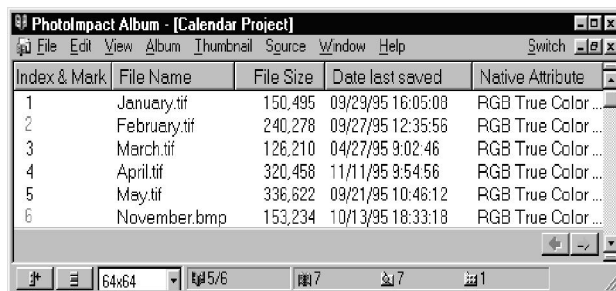 PhotoImpact Album - [Calendar Project]
File Edit View Album Thumbnail Source Window Help Switch
Index & Mark File Name File Size Date last saved Native Attribute
1 January.tif 150,495 09/29/95 16:05:08 RGB True Color ...
2 February.tif 240,278 09/27/95 12:35:56 RGB True Color ...
3 March.tif 126,210 04/27/95 9:02:46 RGB True Color ...
4 April.tif 320,458 11/11/95 9:54:56 RGB True Color ...
5 May.tif 336,622 09/21/95 10:46:12 RGB True Color ...
6 November.bmp 153,234 10/13/95 18:33:18 RGB True Color ...
64x64 5/6 7 7 1